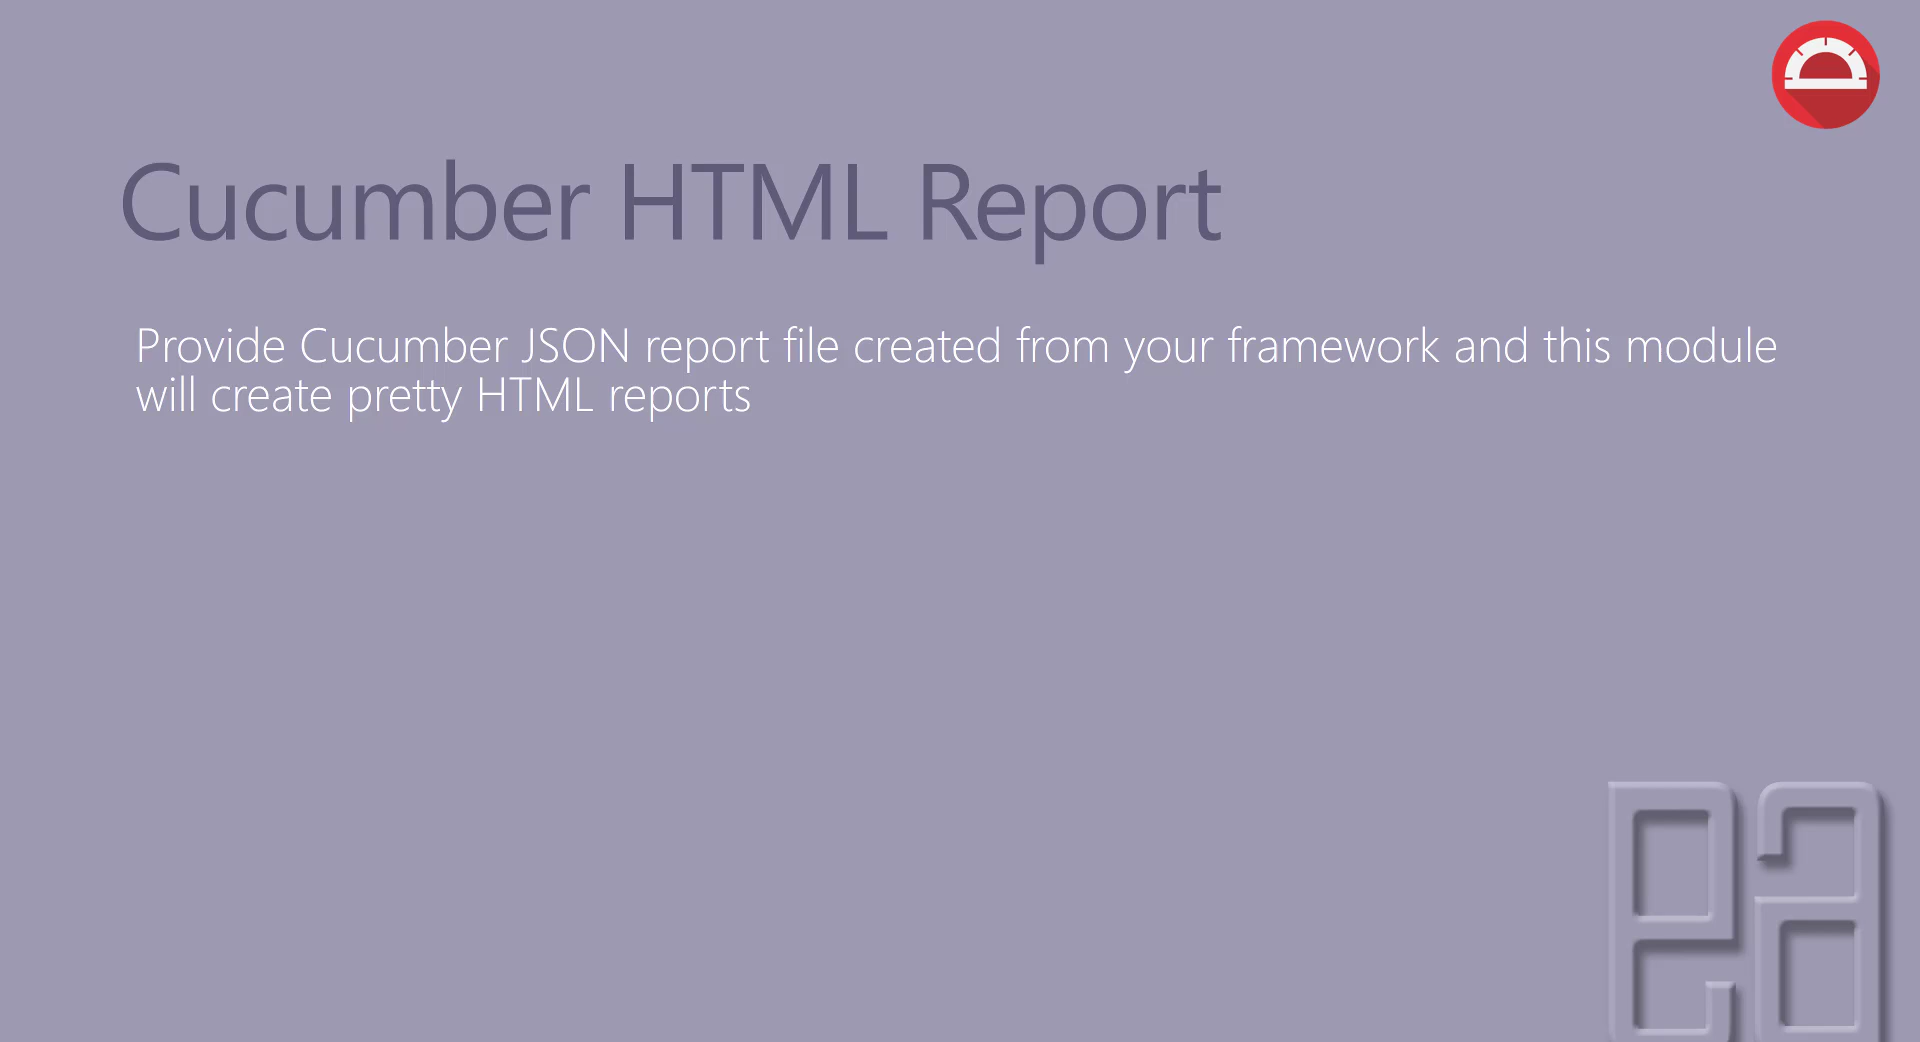 Cucumber HTML Report
Provide Cucumber JSON report file created from your framework and this module
will create pretty HTML reports
ea